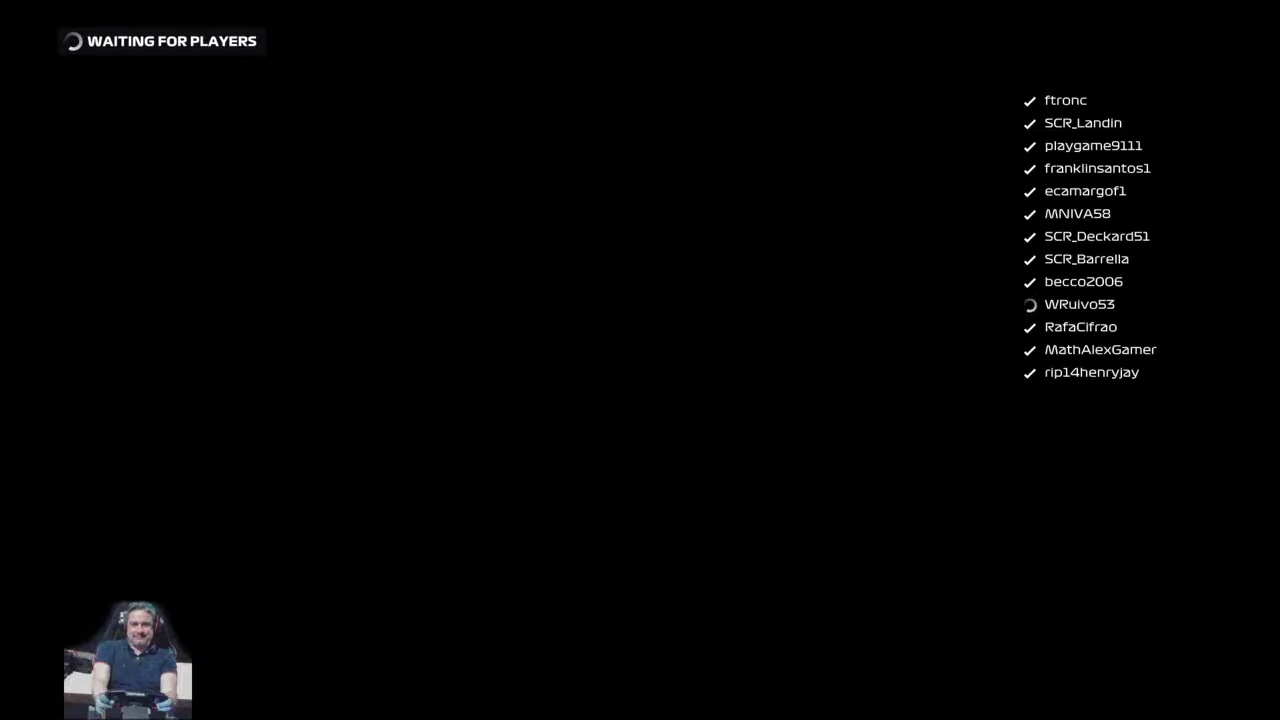 WAITING FOR PLAYERS
ftronc
SCR_Landin
playgame9111
franklinsantos1
ecamargof1
MNIVA58
SCR_Deckard51
SCR_Barrella
becco2006
WRuivo53
RafaCifrao
MathAlexGamer
rip14henryjay